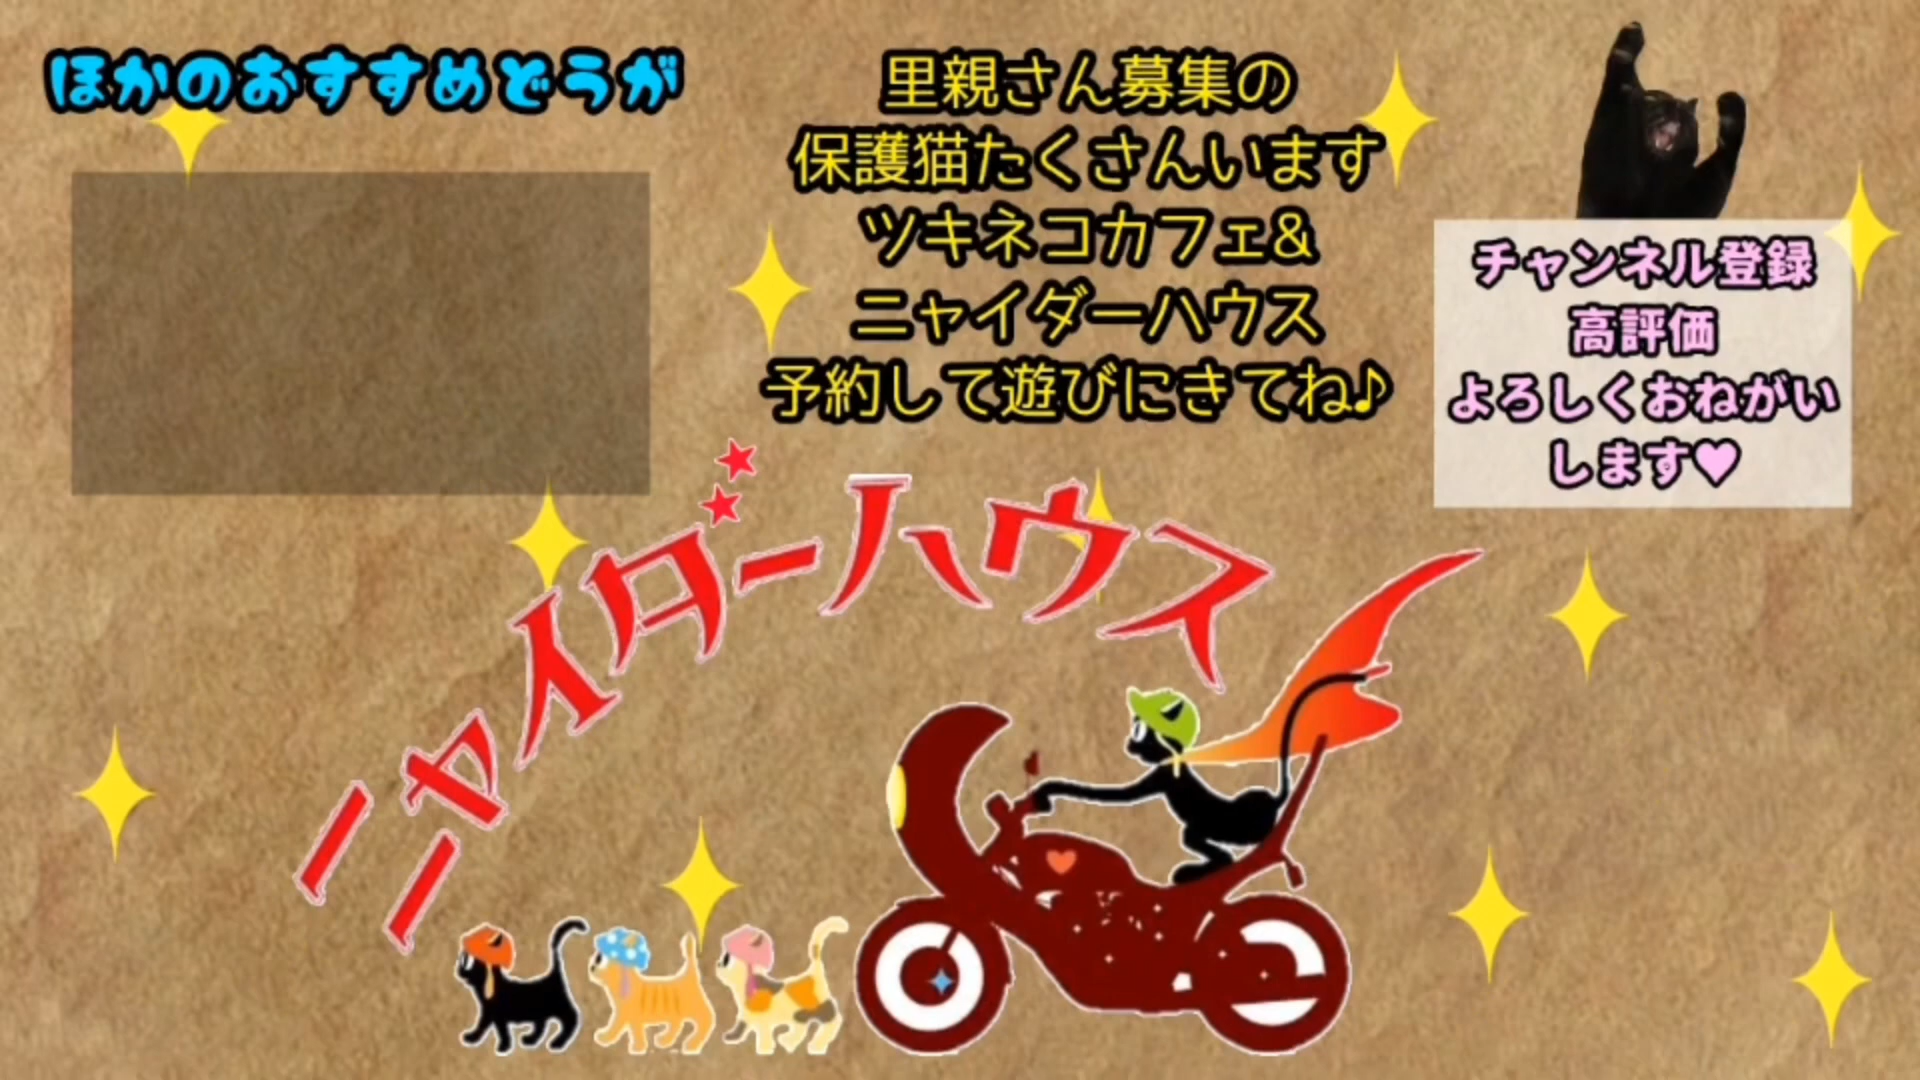 ほかのおすすめどうが
里親さん募集の
保護猫たくさんいます
ツキネコカフェ&
ニャイダーハウス
予約して遊びにきてね♪
チャンネル登録
高評価
よろしくおねがい
します♥
ニャイダーハウス